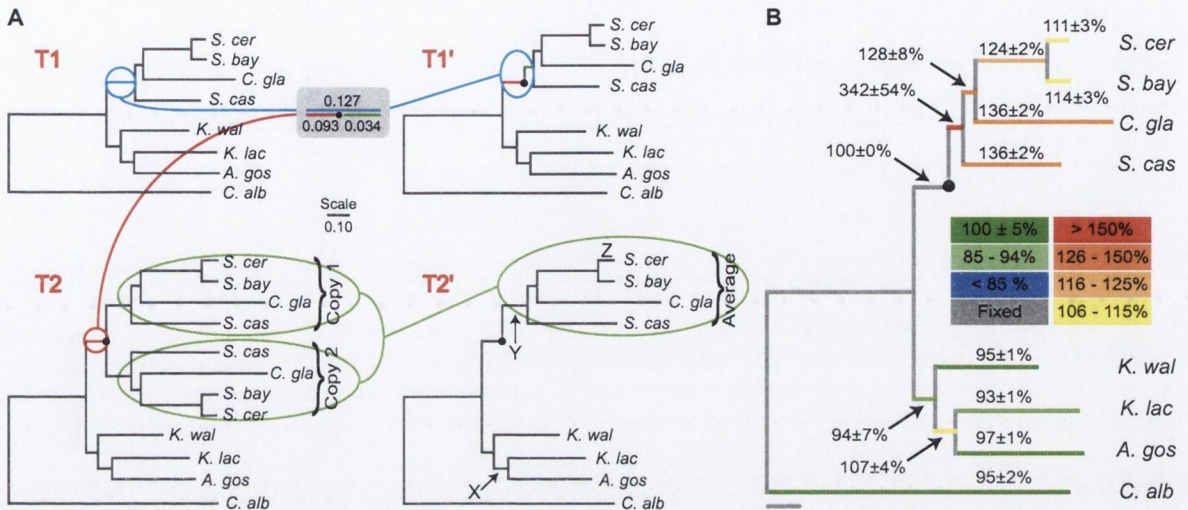 A
T1
S. cer
S. bay
C. gla
S. cas
K. wal
K. lac
A. gos
C. alb
0.127
0.093 0.034
Scale
0.10
T1'
S. cer
S. bay
C. gla
S. cas
K. wal
K. lac
A. gos
C. alb
T2
S. cer
S. bay
C. gla
S. cas
Copy 1
S. cas
C. gla
S. bay
S. cer
Copy 2
K. wal
K. lac
A. gos
C. alb
T2'
Z
S. cer
S. bay
C. gla
S. cas
Average
Y
K. wal
K. lac
A. gos
X
C. alb
B
111±3%
S. cer
128±8%
124±2%
S. bay
342±54%
114±3%
136±2%
C. gla
100±0%
136±2%
S. cas
100 ± 5% > 150%
85 - 94% 126 - 150%
< 85 % 116 - 125%
Fixed 106 - 115%
95±1%
K. wal
93±1%
K. lac
94±7%
97±1%
A. gos
107±4%
95±2%
C. alb